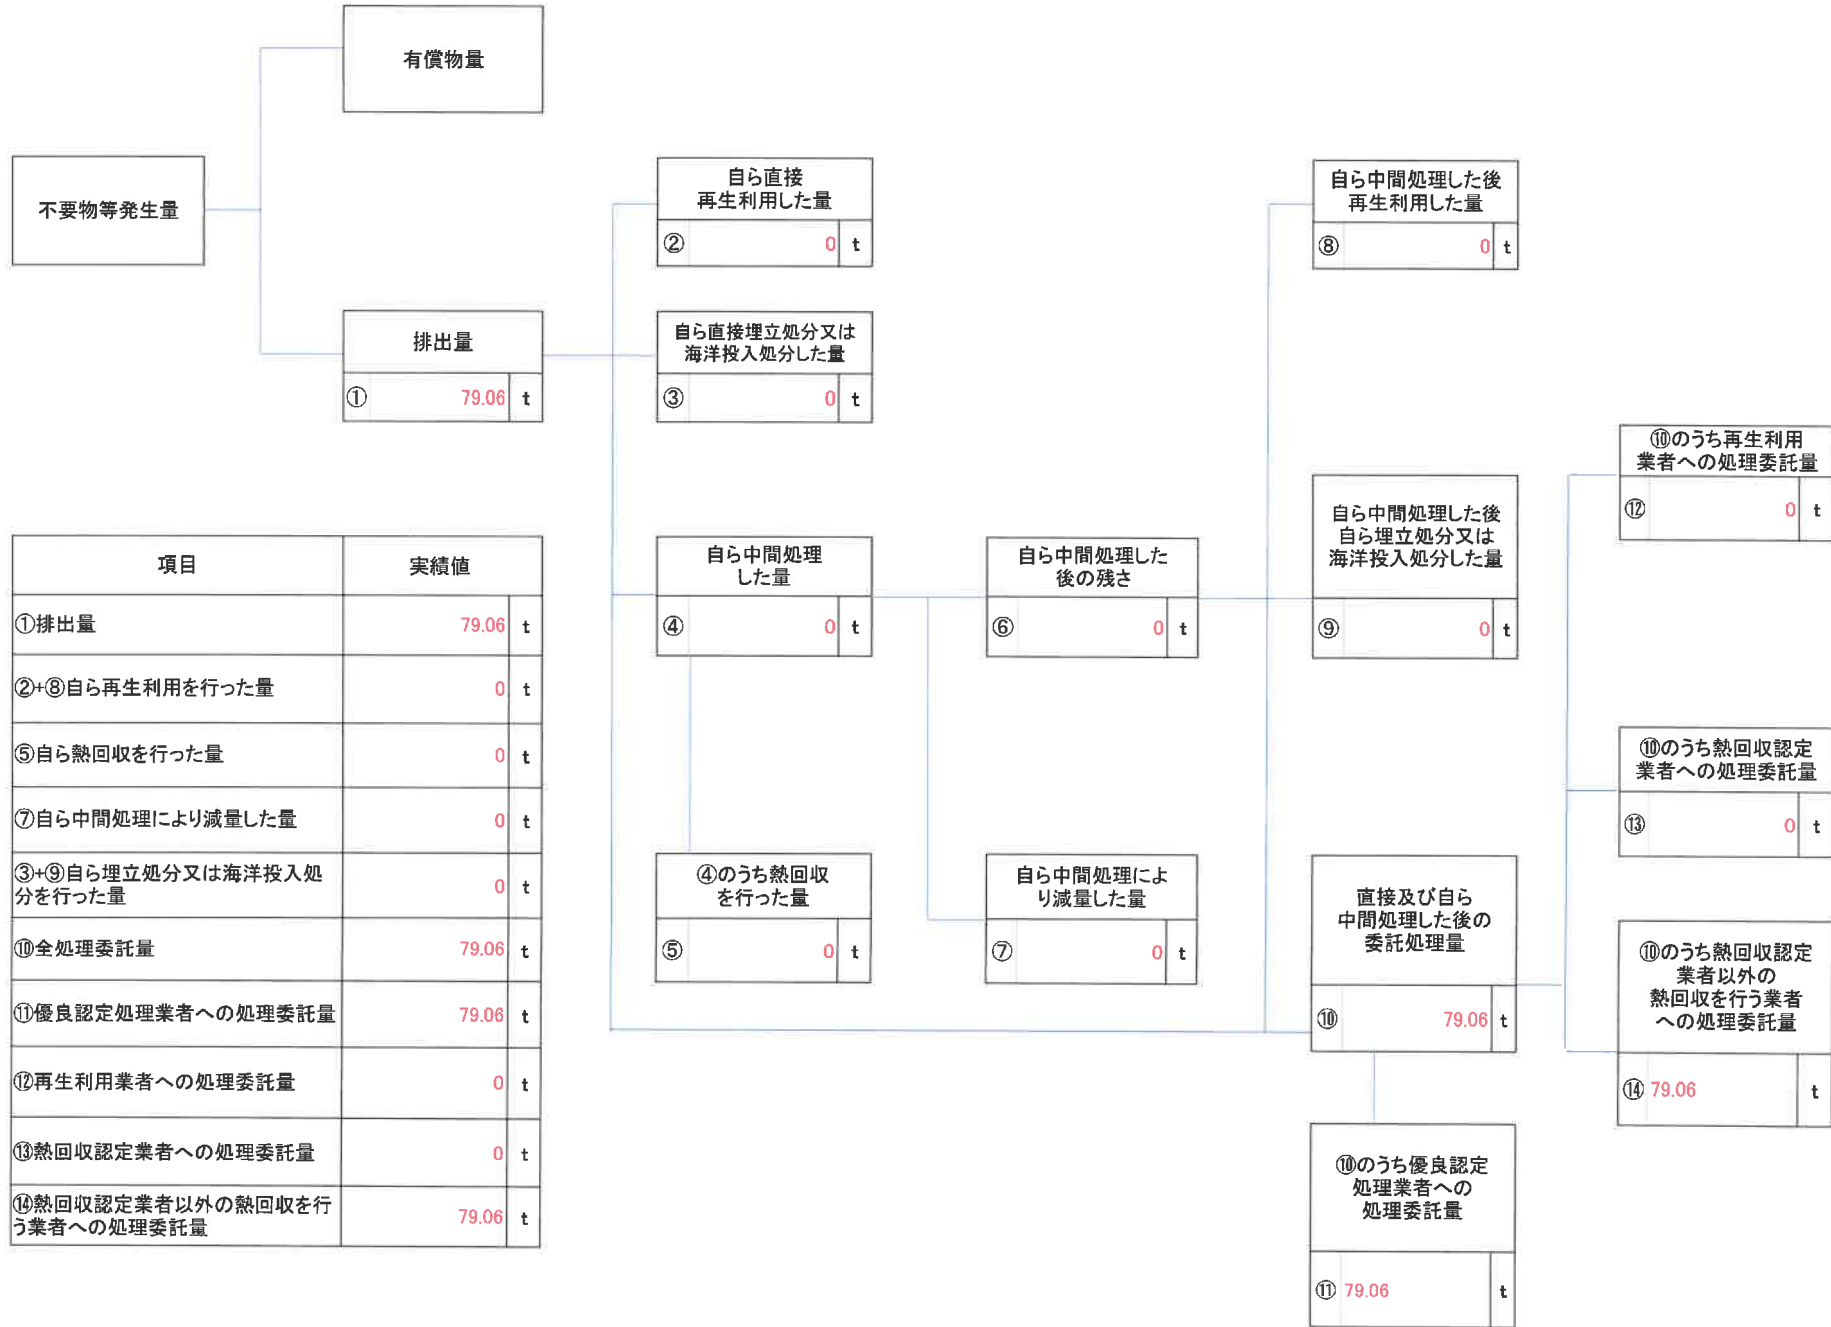 有償物量
不要物等発生量
排出量
① 79.06 t
自ら直接
再生利用した量
② 0 t
自ら直接埋立処分又は
海洋投入処分した量
③ 0 t
自ら中間処理
した量
④ 0 t
④のうち熱回収
を行った量
⑤ 0 t
自ら中間処理した
後の残さ
⑥ 0 t
自ら中間処理によ
り減量した量
⑦ 0 t
自ら中間処理した後
再生利用した量
⑧ 0 t
自ら中間処理した後
自ら埋立処分又は
海洋投入処分した量
⑨ 0 t
直接及び自ら
中間処理した後の
委託処理量
⑩ 79.06 t
⑩のうち優良認定
処理業者への
処理委託量
⑪ 79.06 t
⑩のうち再生利用
業者への処理委託量
⑫ 0 t
⑩のうち熱回収認定
業者への処理委託量
⑬ 0 t
⑩のうち熱回収認定
業者以外の
熱回収を行う業者
への処理委託量
⑭ 79.06 t
項目 実績値
①排出量 79.06 t
②+⑧自ら再生利用を行った量 0 t
⑤自ら熱回収を行った量 0 t
⑦自ら中間処理により減量した量 0 t
③+⑨自ら埋立処分又は海洋投入処
分を行った量 0 t
⑩全処理委託量 79.06 t
⑪優良認定処理業者への処理委託量 79.06 t
⑫再生利用業者への処理委託量 0 t
⑬熱回収認定業者への処理委託量 0 t
⑭熱回収認定業者以外の熱回収を行
う業者への処理委託量 79.06 t